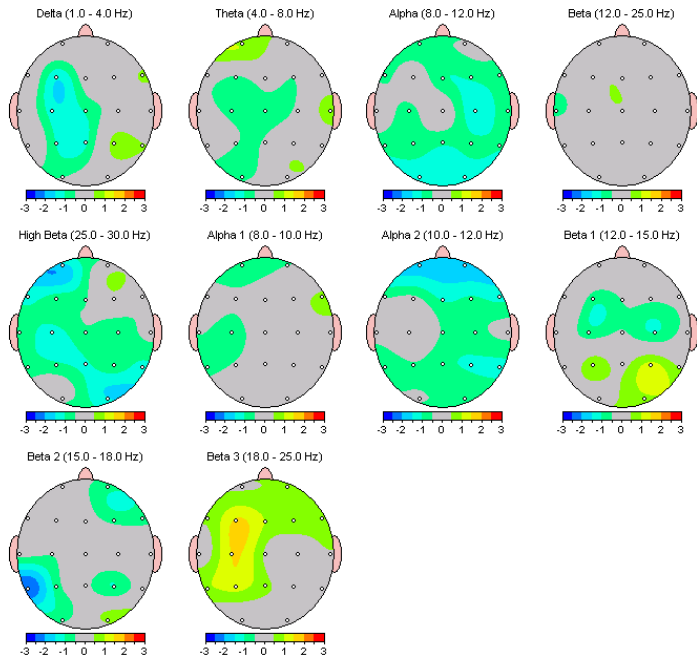 Delta (1.0 - 4.0 Hz) Theta (4.0 - 8.0 Hz) Alpha (8.0 - 12.0 Hz) Beta (12.0 - 25.0 Hz)
-3 -2 -1 0 1 2 3 -3 -2 -1 0 1 2 3 -3 -2 -1 0 1 2 3 -3 -2 -1 0 1 2 3
High Beta (25.0 - 30.0 Hz) Alpha 1 (8.0 - 10.0 Hz) Alpha 2 (10.0 - 12.0 Hz) Beta 1 (12.0 - 15.0 Hz)
-3 -2 -1 0 1 2 3 -3 -2 -1 0 1 2 3 -3 -2 -1 0 1 2 3 -3 -2 -1 0 1 2 3
Beta 2 (15.0 - 18.0 Hz) Beta 3 (18.0 - 25.0 Hz)
-3 -2 -1 0 1 2 3 -3 -2 -1 0 1 2 3